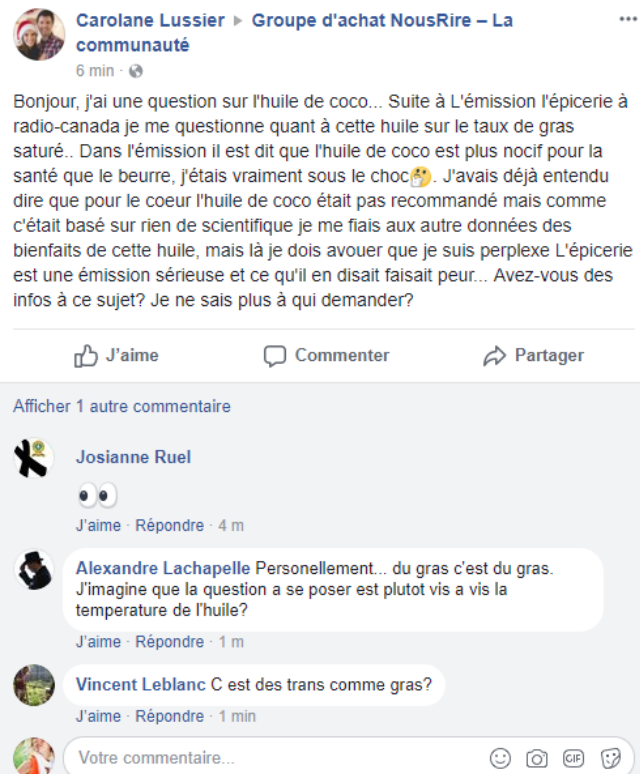 Carolane Lussier ▸ Groupe d'achat NousRire – La
communauté
6 min ·
Bonjour, j'ai une question sur l'huile de coco... Suite à L'émission l'épicerie à
radio-canada je me questionne quant à cette huile sur le taux de gras
saturé.. Dans l'émission il est dit que l'huile de coco est plus nocif pour la
santé que le beurre, j'étais vraiment sous le choc🤔. J'avais déjà entendu
dire que pour le coeur l'huile de coco était pas recommandé mais comme
c'était basé sur rien de scientifique je me fiais aux autre données des
bienfaits de cette huile, mais là je dois avouer que je suis perplexe L'épicerie
est une émission sérieuse et ce qu'il en disait faisait peur... Avez-vous des
infos à ce sujet? Je ne sais plus à qui demander?
J'aime Commenter Partager
Afficher 1 autre commentaire
Josianne Ruel
👀
J'aime · Répondre · 4 m
Alexandre Lachapelle Personellement... du gras c'est du gras.
J'imagine que la question a se poser est plutot vis a vis la
temperature de l'huile?
J'aime · Répondre · 1 m
Vincent Leblanc C est des trans comme gras?
J'aime · Répondre · 1 min
Votre commentaire...
GIF